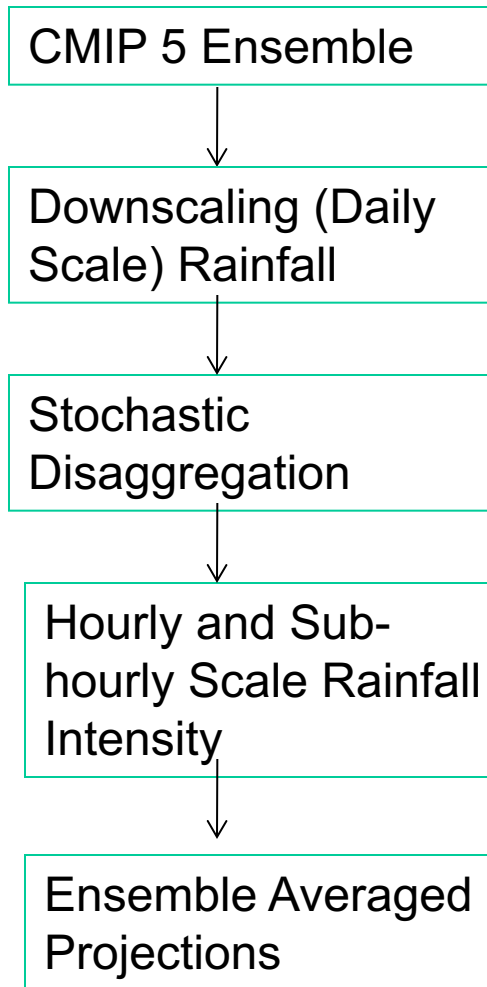 CMIP 5 Ensemble
Downscaling (Daily
Scale) Rainfall
Stochastic
Disaggregation
Hourly and Sub-
hourly Scale Rainfall
Intensity
Ensemble Averaged
Projections